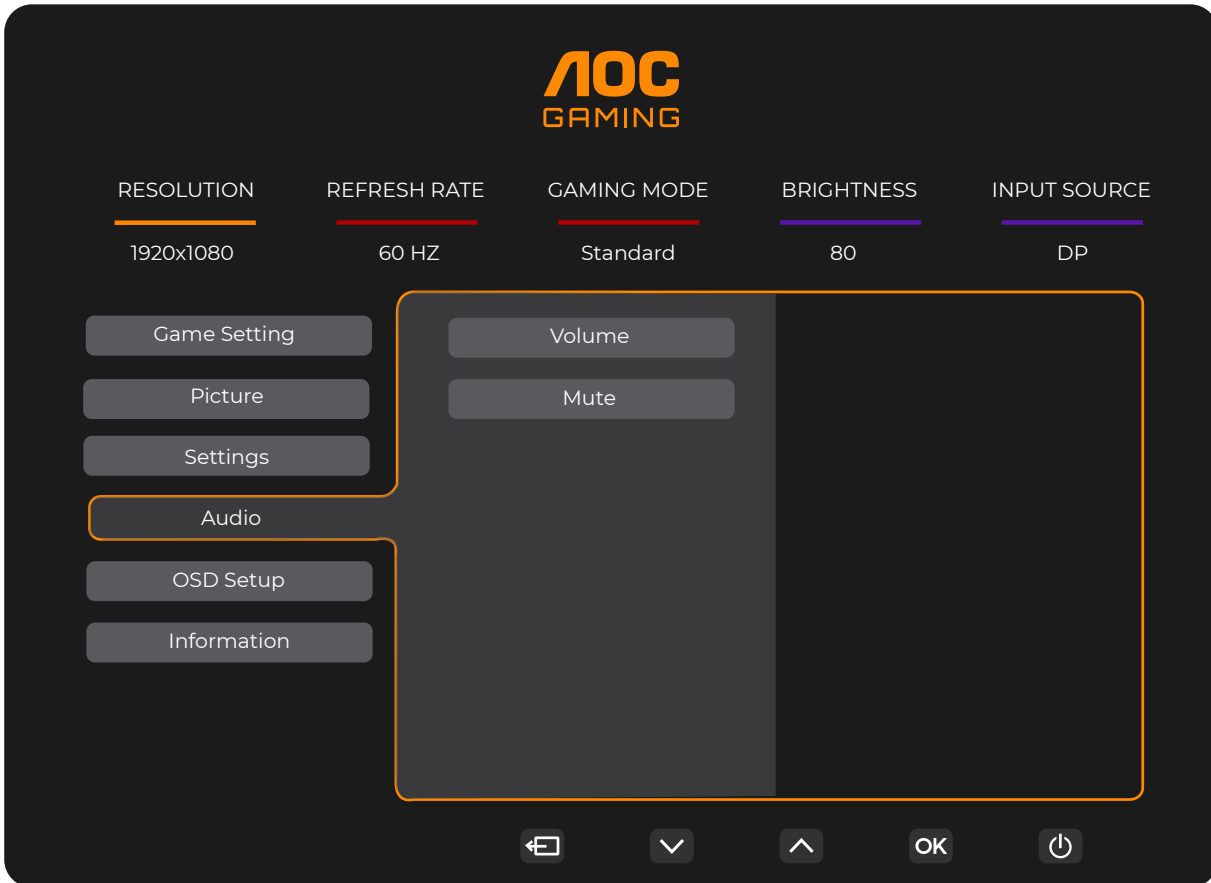 AOC
GAMING
RESOLUTION REFRESH RATE GAMING MODE BRIGHTNESS INPUT SOURCE
1920x1080 60 HZ Standard 80 DP
Game Setting
Picture
Settings
Audio
OSD Setup
Information
Volume
Mute
OK